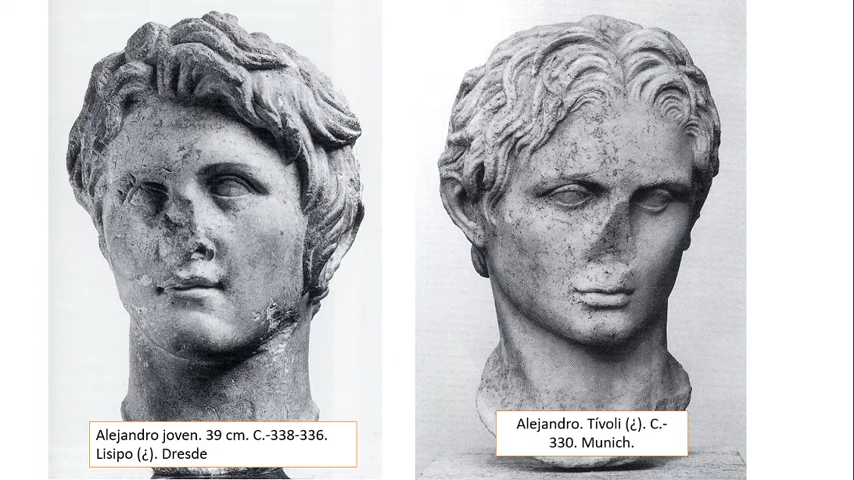 Alejandro joven. 39 cm. C.-338-336.
Lisipo (¿). Dresde
Alejandro. Tívoli (¿). C.-
330. Munich.